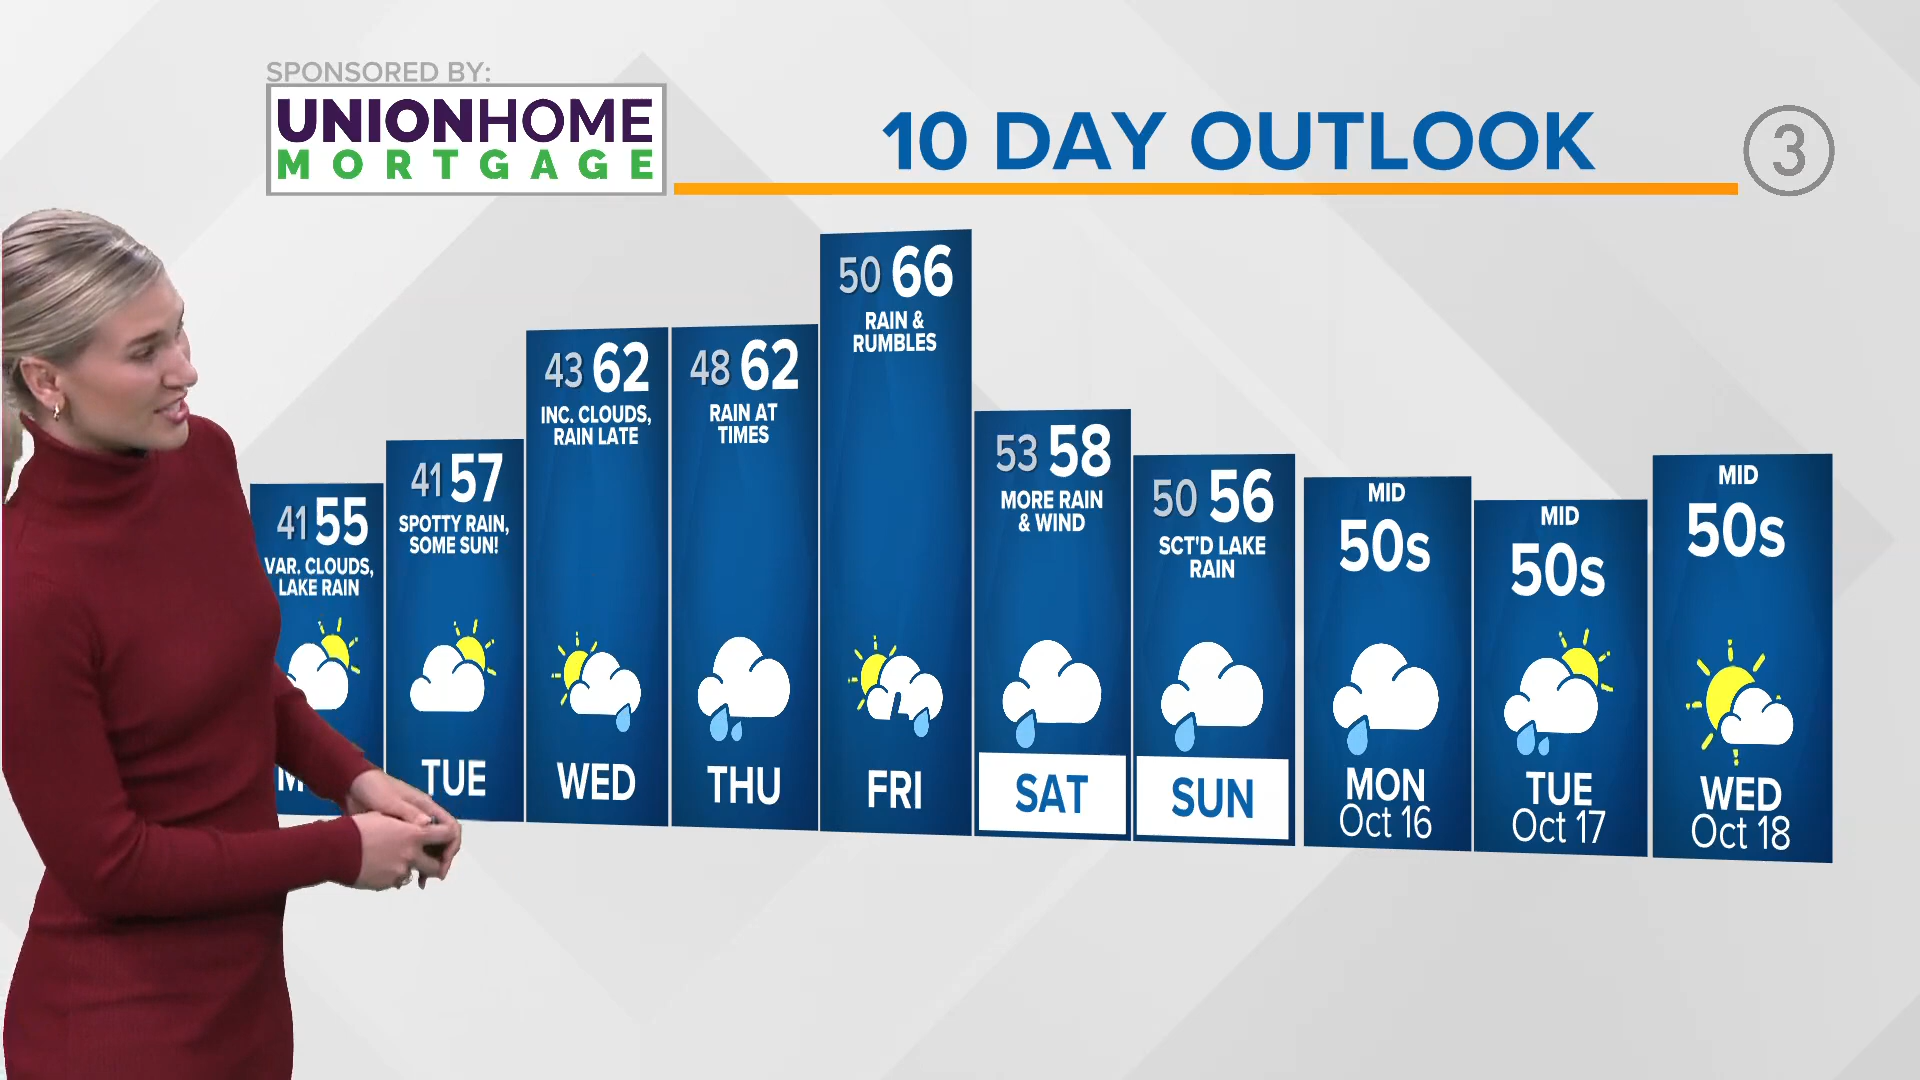 SPONSORED BY:
UNIONHOME
MORTGAGE
10 DAY OUTLOOK
3
41 55
VAR. CLOUDS,
LAKE RAIN
41 57
SPOTTY RAIN,
SOME SUN!
TUE
43 62
INC. CLOUDS,
RAIN LATE
WED
48 62
RAIN AT
TIMES
THU
50 66
RAIN &
RUMBLES
FRI
53 58
MORE RAIN
& WIND
SAT
50 56
SCT'D LAKE
RAIN
SUN
MID
50s
MON
Oct 16
MID
50s
TUE
Oct 17
MID
50s
WED
Oct 18